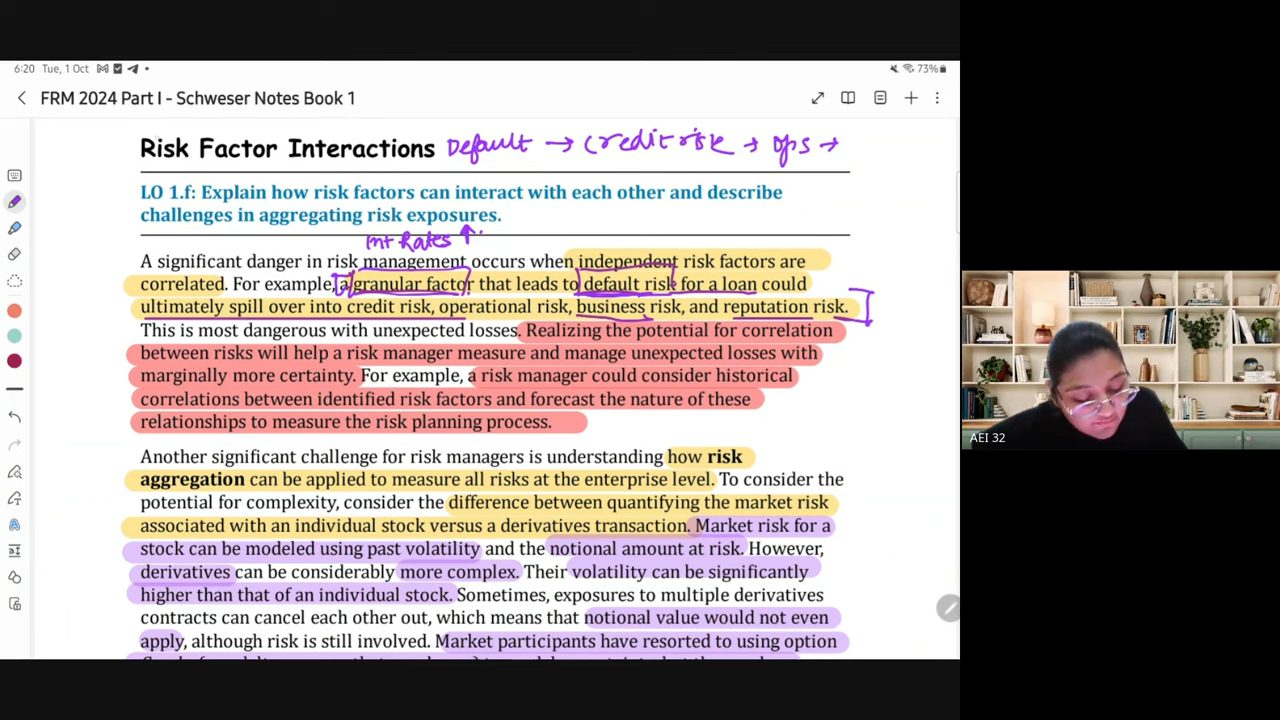 6:20 Tue, 1 Oct
73%
FRM 2024 Part I - Schweser Notes Book 1
Risk Factor Interactions Default → Credit risk → Ops →
LO 1.f: Explain how risk factors can interact with each other and describe
challenges in aggregating risk exposures.
Int Rates ↑
A significant danger in risk management occurs when independent risk factors are
correlated. For example, a granular factor that leads to default risk for a loan could
ultimately spill over into credit risk, operational risk, business risk, and reputation risk.
This is most dangerous with unexpected losses. Realizing the potential for correlation
between risks will help a risk manager measure and manage unexpected losses with
marginally more certainty. For example, a risk manager could consider historical
correlations between identified risk factors and forecast the nature of these
relationships to measure the risk planning process.
Another significant challenge for risk managers is understanding how risk
aggregation can be applied to measure all risks at the enterprise level. To consider the
potential for complexity, consider the difference between quantifying the market risk
associated with an individual stock versus a derivatives transaction. Market risk for a
stock can be modeled using past volatility and the notional amount at risk. However,
derivatives can be considerably more complex. Their volatility can be significantly
higher than that of an individual stock. Sometimes, exposures to multiple derivatives
contracts can cancel each other out, which means that notional value would not even
apply, although risk is still involved. Market participants have resorted to using option
AEI 32